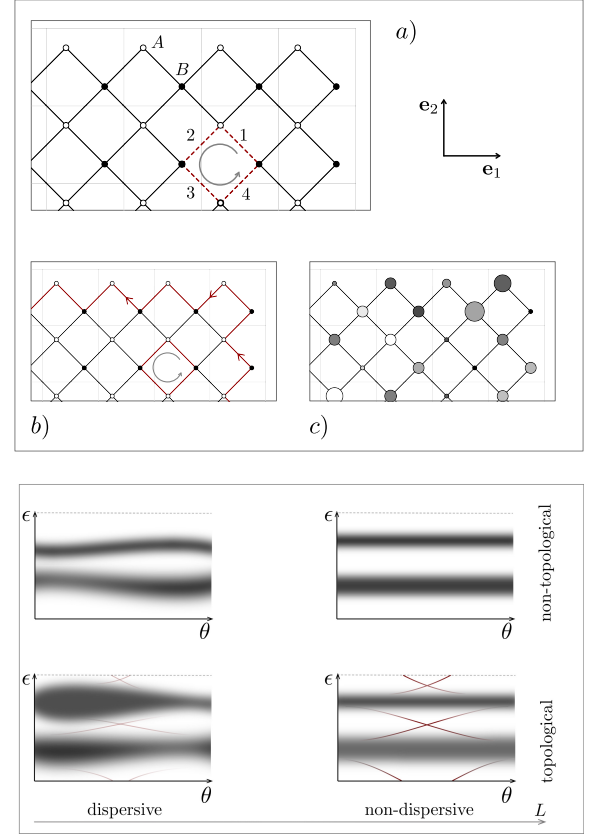 a)
A
B
e₂
2
1
3
4
e₁
b)
c)
ϵ
ϵ
non-topological
θ
θ
ϵ
ϵ
topological
θ
θ
dispersive
non-dispersive
L